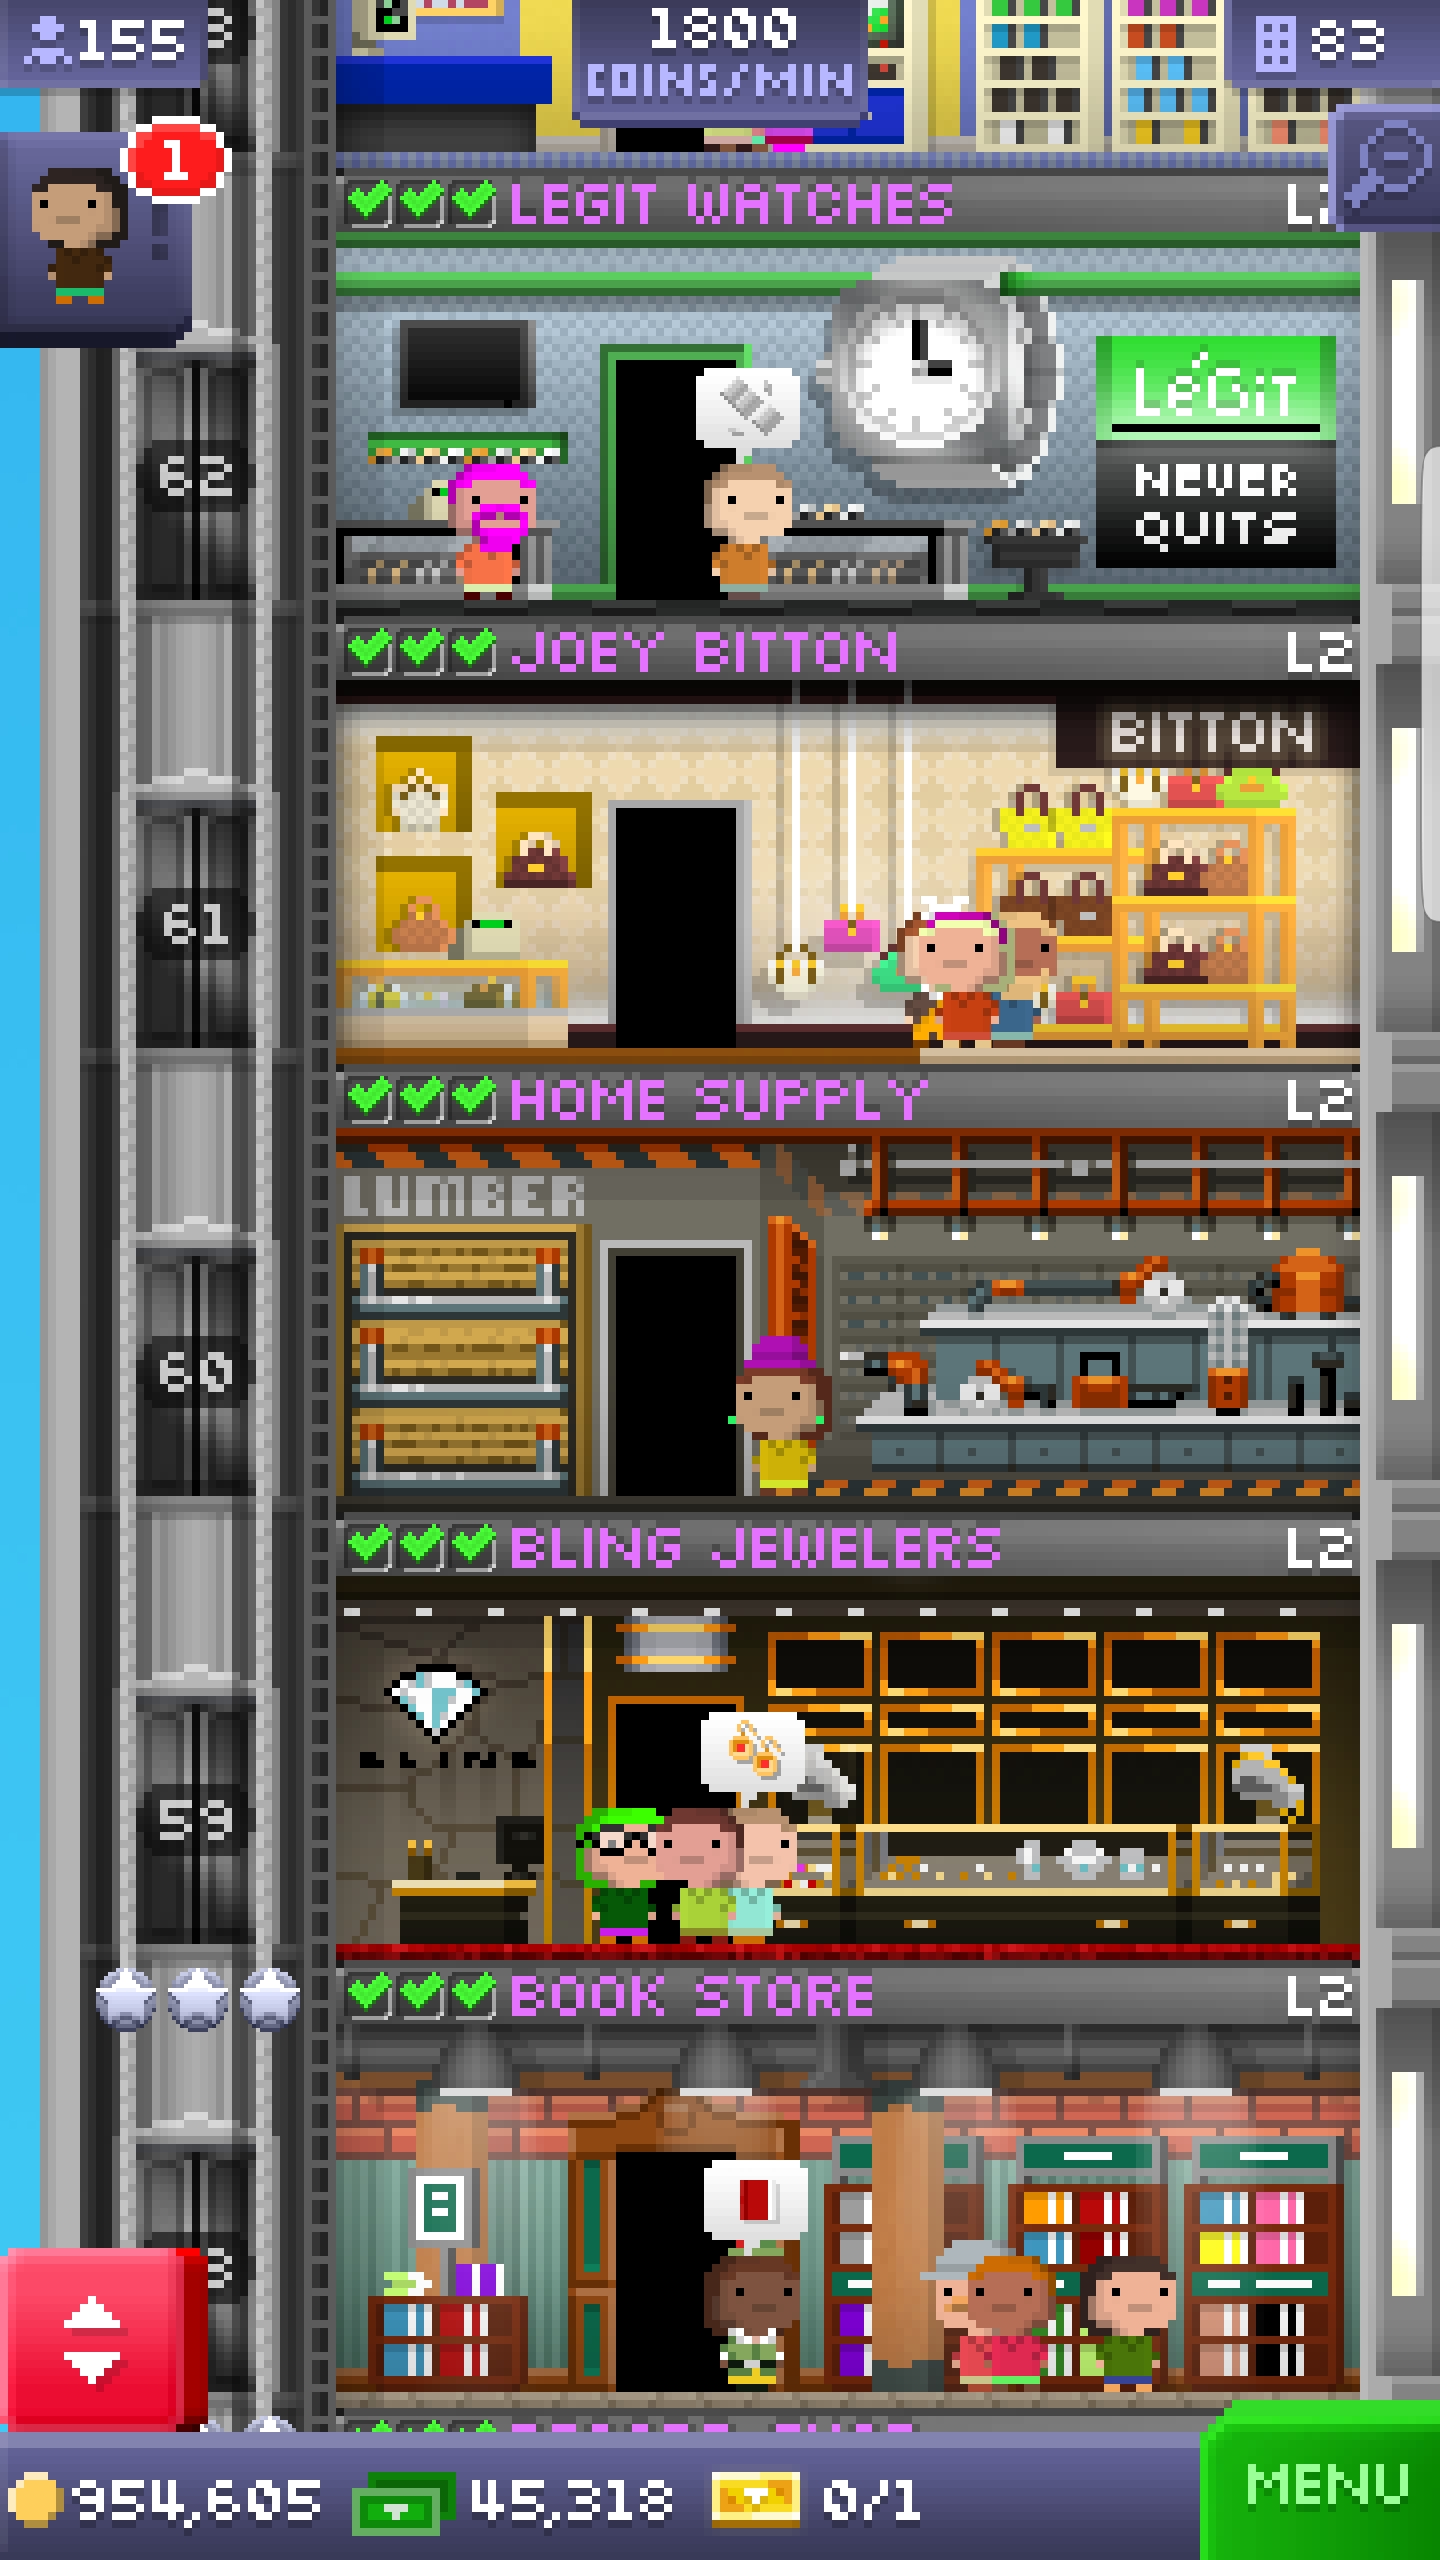 155
1800
COINS/MIN
83
1
LEGIT WATCHES
LéGiT
NEVER
QUITS
62
JOEY BITTON L2
BITTON
61
HOME SUPPLY L2
LUMBER
60
BLING JEWELERS L2
BLING
59
BOOK STORE L2
954,605 45,318 0/1
MENU